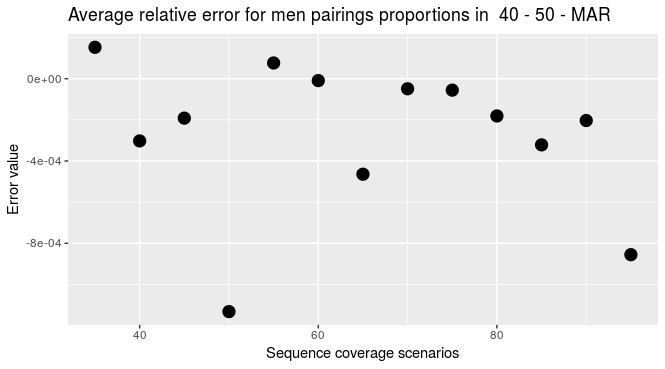 Average relative error for men pairings proportions in  40 - 50 - MAR
0e+00
-4e-04
-8e-04
Error value
40 60 80
Sequence coverage scenarios